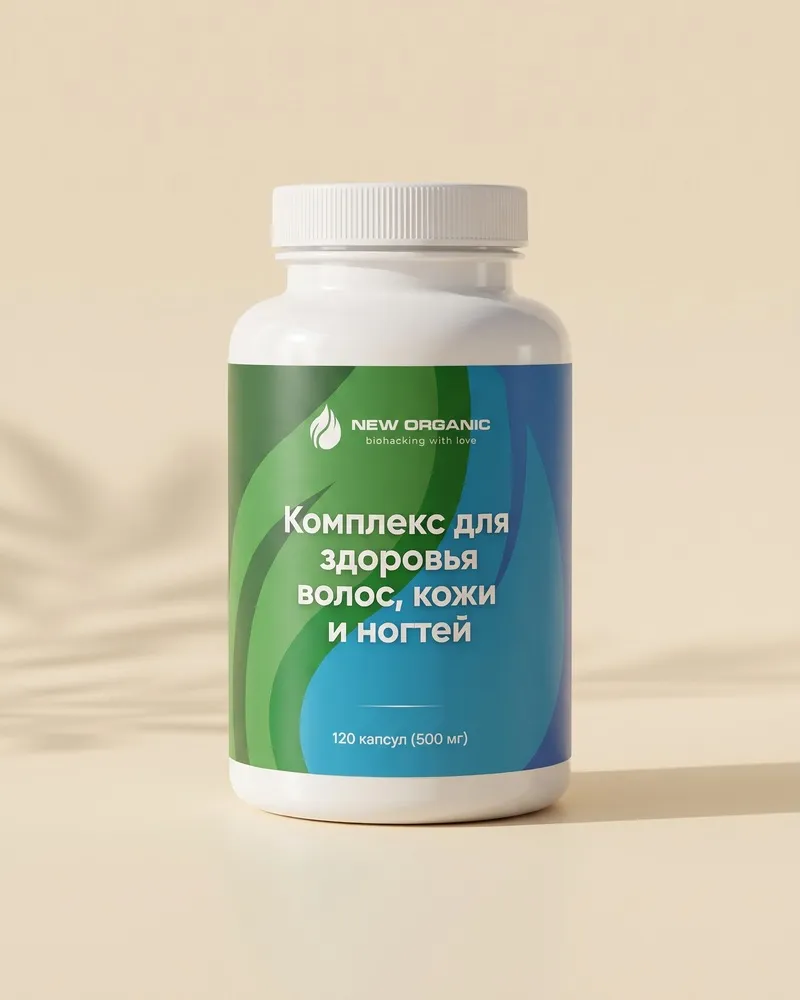 NEW ORGANIC
biohacking with love
Комплекс для
здоровья
волос, кожи
и ногтей
120 капсул (500 мг)